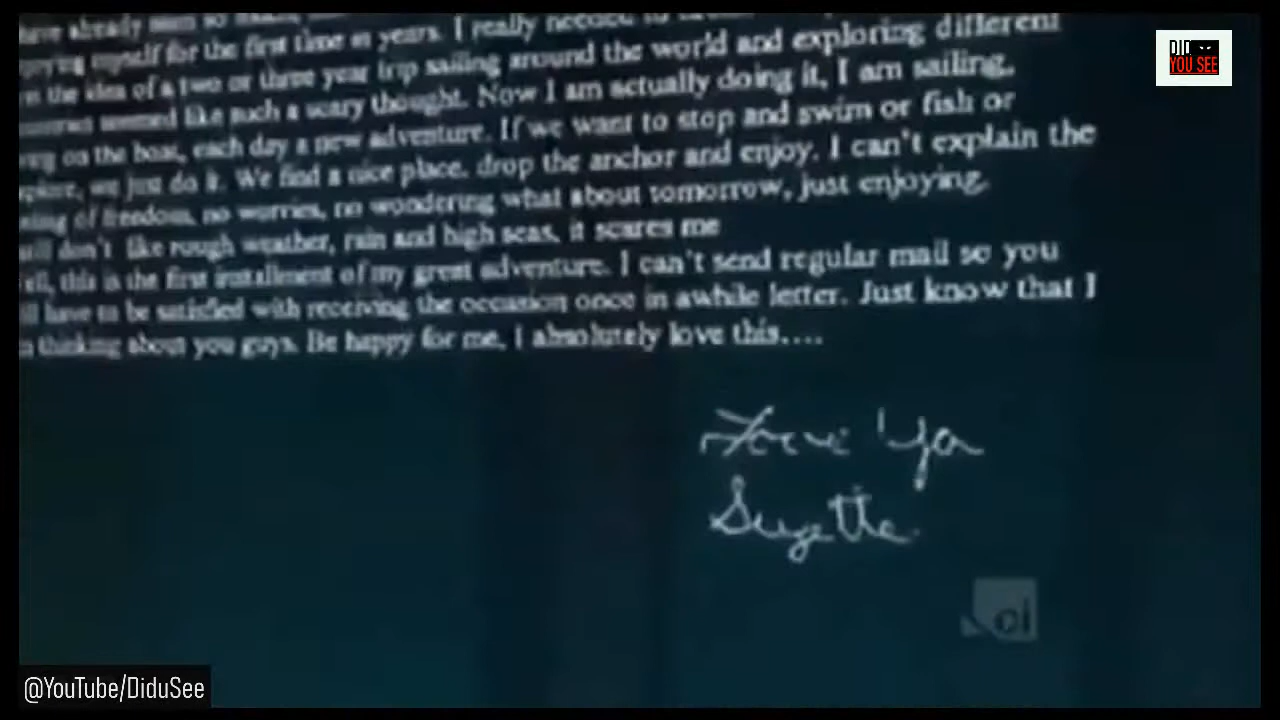 have already seen so
myself for the first time in years. I really needed to
the idea of a two or three year trip sailing around the world and exploring different
seemed like such a scary thought. Now I am actually doing it, I am sailing,
on the boat, each day a new adventure. If we want to stop and swim or fish or
we just do it. We find a nice place, drop the anchor and enjoy. I can't explain the
of freedom, no worries, no wondering what about tomorrow, just enjoying.
don't like rough weather, rain and high seas, it scares me
this is the first installment of my great adventure. I can't send regular mail so you
have to be satisfied with receiving the occasion once in awhile letter. Just know that I
thinking about you guys. Be happy for me, I absolutely love this....
Love Ya
Suzette
DID
YOU SEE
ci
@YouTube/DiduSee